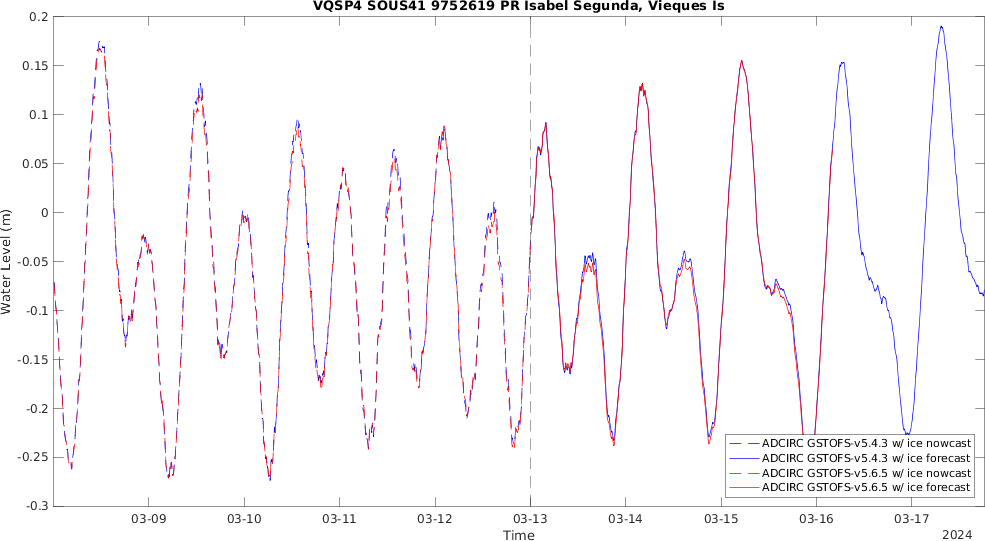 VQSP4 SOUS41 9752619 PR Isabel Segunda, Vieques Is
0.2
0.15
0.1
0.05
0
-0.05
-0.1
-0.15
-0.2
-0.25
-0.3
Water Level (m)
ADCIRC GSTOFS-v5.4.3 w/ ice nowcast
ADCIRC GSTOFS-v5.4.3 w/ ice forecast
ADCIRC GSTOFS-v5.6.5 w/ ice nowcast
ADCIRC GSTOFS-v5.6.5 w/ ice forecast
03-09 03-10 03-11 03-12 03-13 03-14 03-15 03-16 03-17
Time
2024